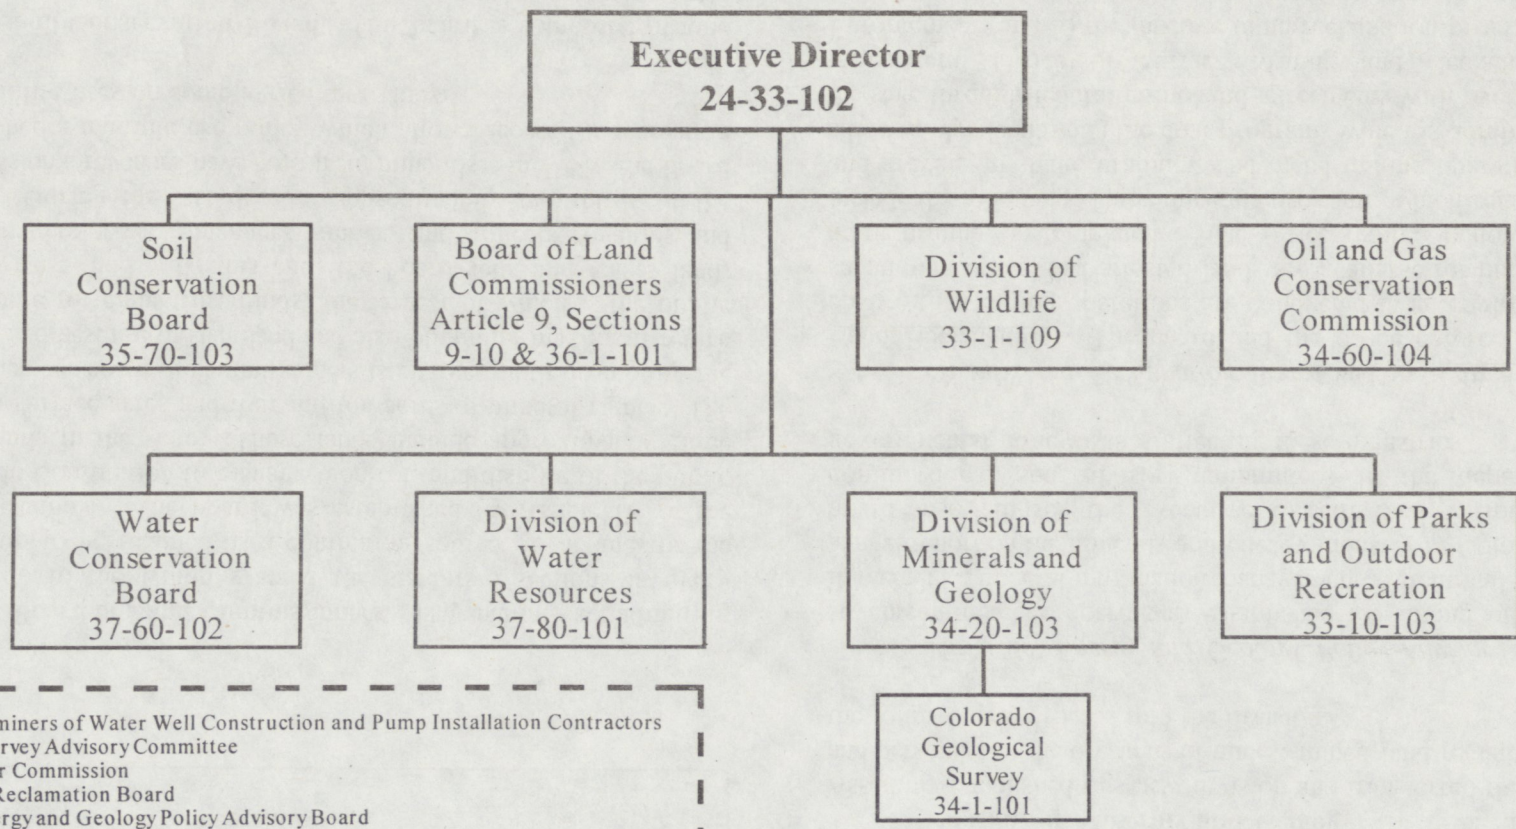 Executive Director
24-33-102
Soil
Conservation
Board
35-70-103
Board of Land
Commissioners
Article 9, Sections
9-10 & 36-1-101
Division of
Wildlife
33-1-109
Oil and Gas
Conservation
Commission
34-60-104
Water
Conservation
Board
37-60-102
Division of
Water
Resources
37-80-101
Division of
Minerals and
Geology
34-20-103
Division of Parks
and Outdoor
Recreation
33-10-103
Colorado
Geological
Survey
34-1-101
miners of Water Well Construction and Pump Installation Contractors
rvey Advisory Committee
r Commission
Reclamation Board
ergy and Geology Policy Advisory Board